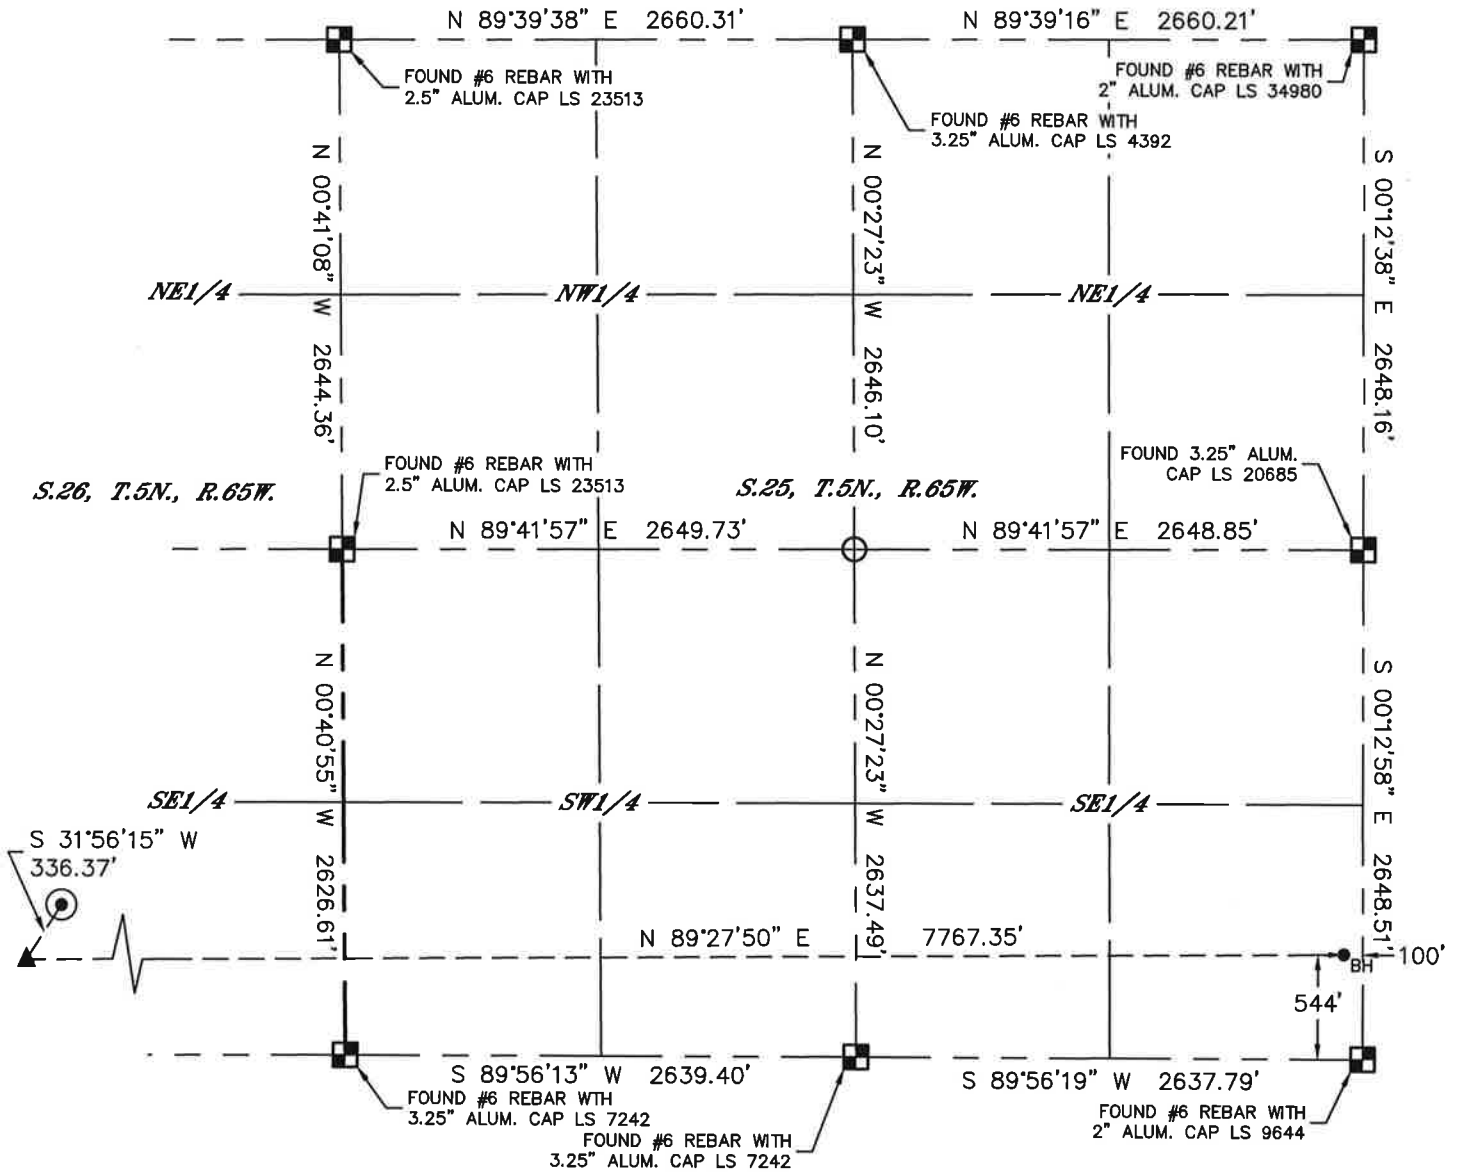 N 89°39'38" E 2660.31'
N 89°39'16" E 2660.21'
FOUND #6 REBAR WITH
2.5" ALUM. CAP LS 23513
FOUND #6 REBAR WITH
3.25" ALUM. CAP LS 4392
FOUND #6 REBAR WITH
2" ALUM. CAP LS 34980
N 00°41'08" W 2644.36'
N 00°27'23" W 2646.10'
S 00°12'38" E 2648.16'
NE1/4
NW1/4
NE1/4
FOUND #6 REBAR WITH
2.5" ALUM. CAP LS 23513
FOUND 3.25" ALUM.
CAP LS 20685
S.26, T.5N., R.65W.
S.25, T.5N., R.65W.
N 89°41'57" E 2649.73'
N 89°41'57" E 2648.85'
N 00°40'55" W 2626.61'
N 00°27'23" W 2637.49'
S 00°12'58" E 2648.51'
SE1/4
SW1/4
SE1/4
S 31°56'15" W
336.37'
N 89°27'50" E 7767.35'
BH
100'
544'
S 89°56'13" W 2639.40'
S 89°56'19" W 2637.79'
FOUND #6 REBAR WTH
3.25" ALUM. CAP LS 7242
FOUND #6 REBAR WITH
3.25" ALUM. CAP LS 7242
FOUND #6 REBAR WITH
2" ALUM. CAP LS 9644